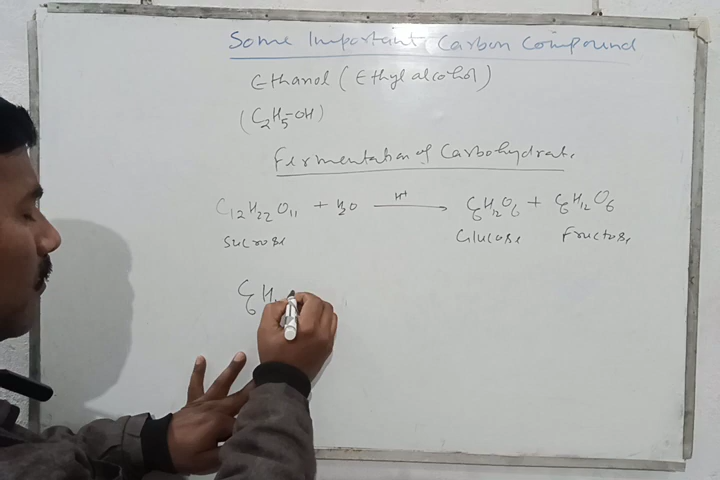 Some Important Carbon Compound
Ethanol (Ethyl alcohol)
(C2H5-OH)
Fermentation of Carbohydrate
C12H22O11 + H2O H+ → C6H12O6 + C6H12O6
Sucrose Glucose Fructose
C6H